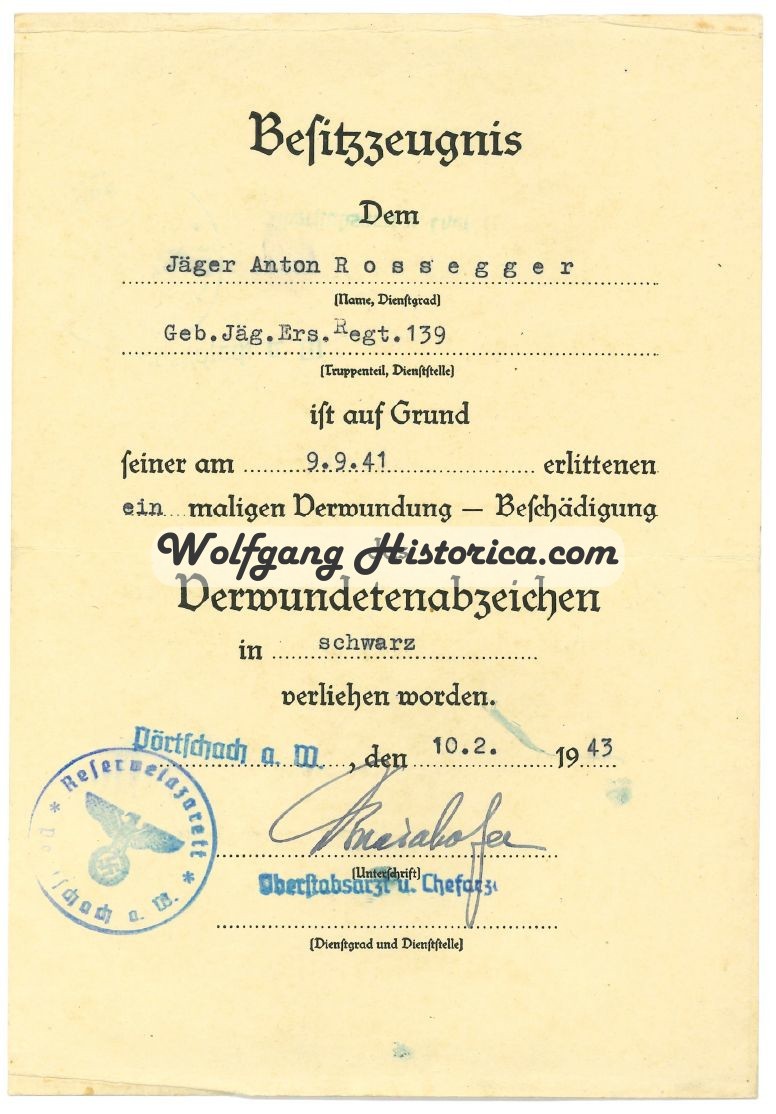 Besitzzeugnis
Dem
Jäger Anton Rossegger
(Name, Dienstgrad)
Geb.Jäg.Ers.Regt.139
(Truppenteil, Dienststelle)
ist auf Grund
seiner am 9.9.41 erlittenen
ein maligen Verwundung — Beschädigung
das
Wolfgang Historica.com
Verwundetenabzeichen
in schwarz
verliehen worden.
Pörtschach a. W., den 10.2. 1943
* Reservelazarett *
Pörtschach a. W.
(Unterschrift)
Oberstabsarzt u. Chefarzt
(Dienstgrad und Dienststelle)